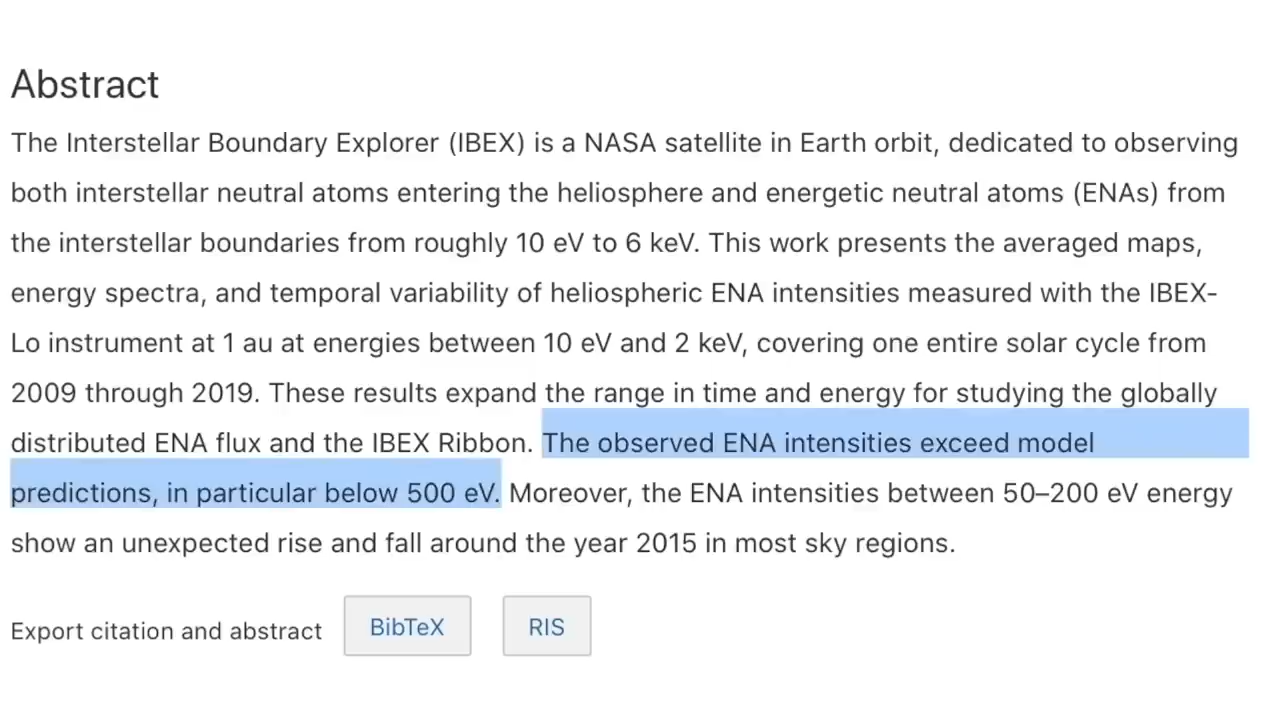 Abstract
The Interstellar Boundary Explorer (IBEX) is a NASA satellite in Earth orbit, dedicated to observing
both interstellar neutral atoms entering the heliosphere and energetic neutral atoms (ENAs) from
the interstellar boundaries from roughly 10 eV to 6 keV. This work presents the averaged maps,
energy spectra, and temporal variability of heliospheric ENA intensities measured with the IBEX-
Lo instrument at 1 au at energies between 10 eV and 2 keV, covering one entire solar cycle from
2009 through 2019. These results expand the range in time and energy for studying the globally
distributed ENA flux and the IBEX Ribbon. The observed ENA intensities exceed model
predictions, in particular below 500 eV. Moreover, the ENA intensities between 50–200 eV energy
show an unexpected rise and fall around the year 2015 in most sky regions.
Export citation and abstract BibTeX RIS